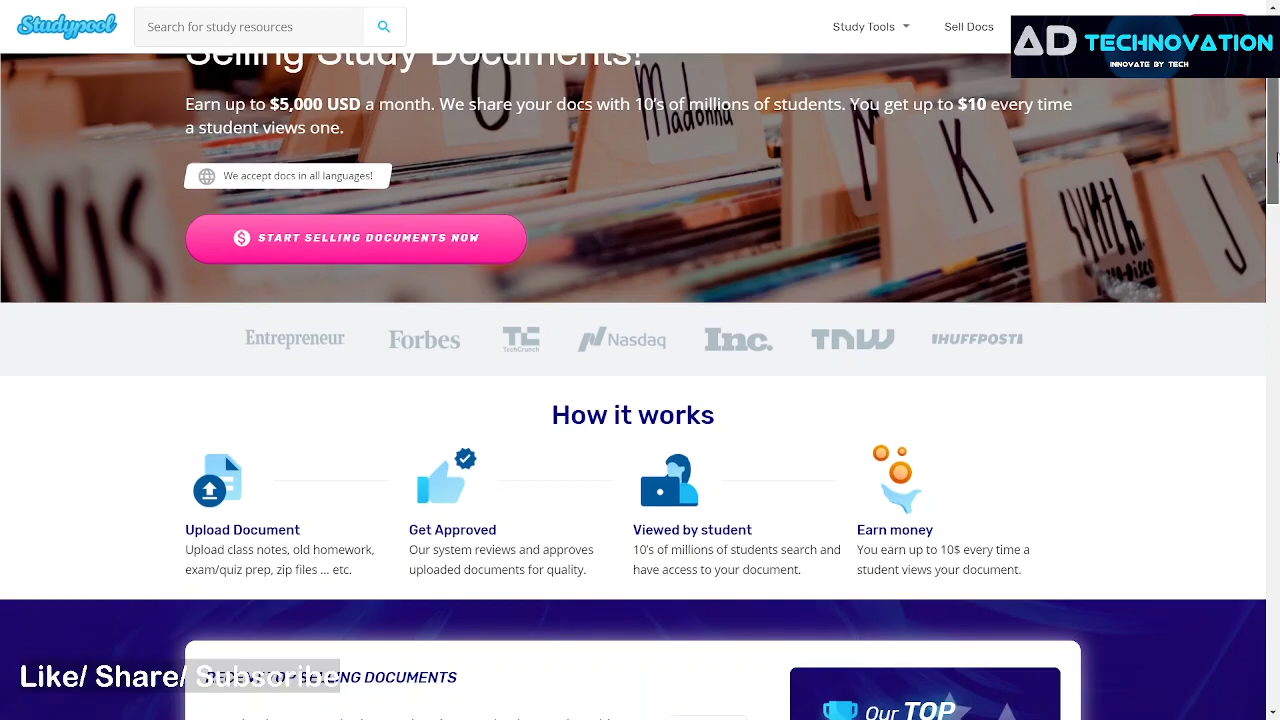 Studypool
Search for study resources
Study Tools
Sell Docs
AD TECHNOVATION
INNOVATE BY TECH
Selling Study Documents!
Earn up to $5,000 USD a month. We share your docs with 10's of millions of students. You get up to $10 every time
a student views one.
We accept docs in all languages!
START SELLING DOCUMENTS NOW
Madonna
K
J
Entrepreneur
Forbes
TC
TechCrunch
Nasdaq
Inc.
TNW
IHUFFPOSTI
How it works
Upload Document
Upload class notes, old homework,
exam/quiz prep, zip files ... etc.
Get Approved
Our system reviews and approves
uploaded documents for quality.
Viewed by student
10's of millions of students search and
have access to your document.
Earn money
You earn up to 10$ every time a
student views your document.
Like/ Share/ Subscribe
SELLING DOCUMENTS
Our TOP